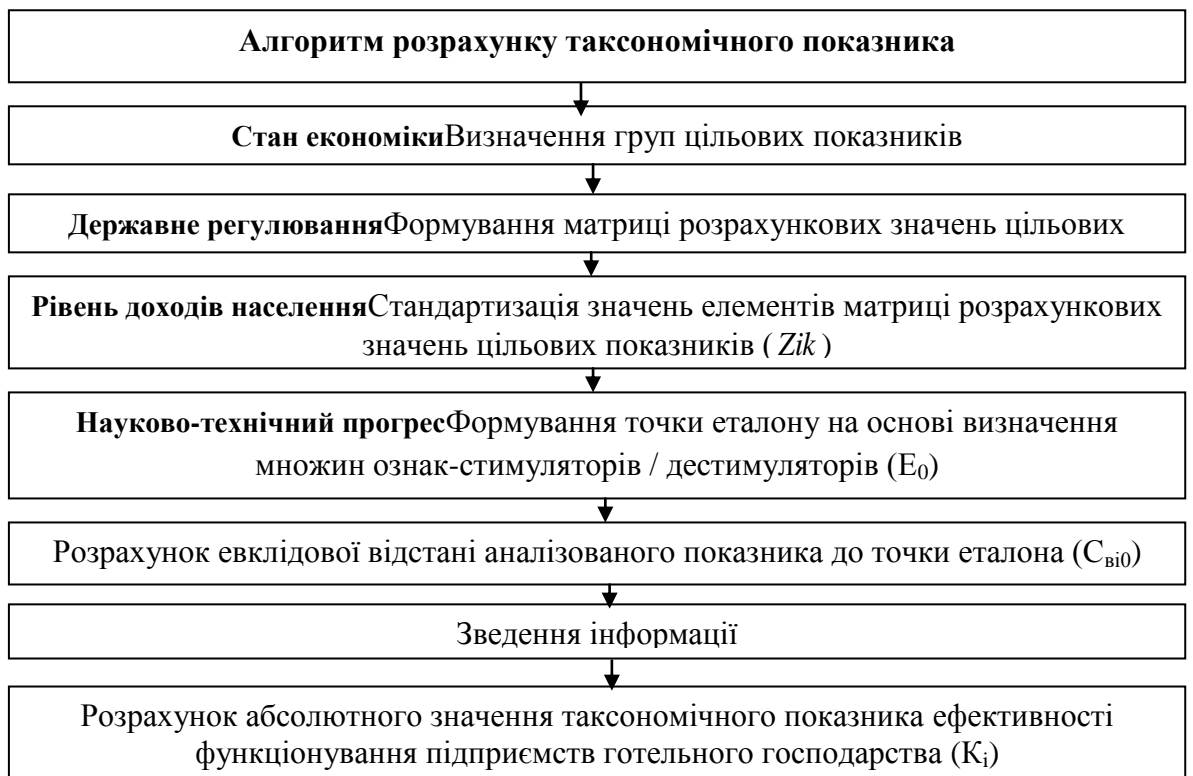 Алгоритм розрахунку таксономічного показника
Стан економікиВизначення груп цільових показників
Державне регулюванняФормування матриці розрахункових значень цільових
Рівень доходів населенняСтандартизація значень елементів матриці розрахункових
значень цільових показників ( Zik )
Науково-технічний прогресФормування точки еталону на основі визначення
множин ознак-стимуляторів / дестимуляторів (E₀)
Розрахунок евклідової відстані аналізованого показника до точки еталона (Cві0)
Зведення інформації
Розрахунок абсолютного значення таксономічного показника ефективності
функціонування підприємств готельного господарства (Кі)